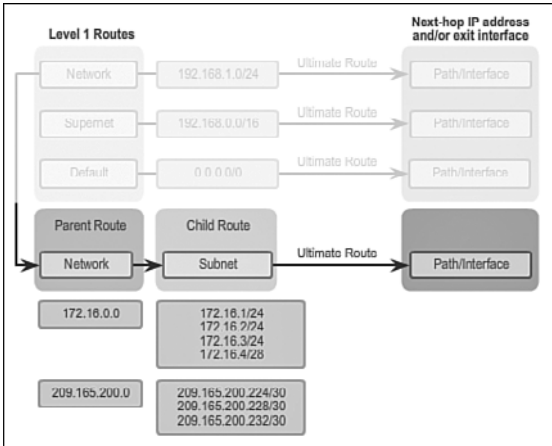 Level 1 Routes
Next-hop IP address
and/or exit interface
Network
192.168.1.0/24
Ultimate Route
Path/Interface
Supernet
192.168.0.0/16
Ultimate Route
Path/Interface
Default
0.0.0.0/0
Ultimate Route
Path/Interface
Parent Route
Child Route
Network
Subnet
Ultimate Route
Path/Interface
172.16.0.0
172.16.1/24
172.16.2/24
172.16.3/24
172.16.4/28
209.165.200.0
209.165.200.224/30
209.165.200.228/30
209.165.200.232/30